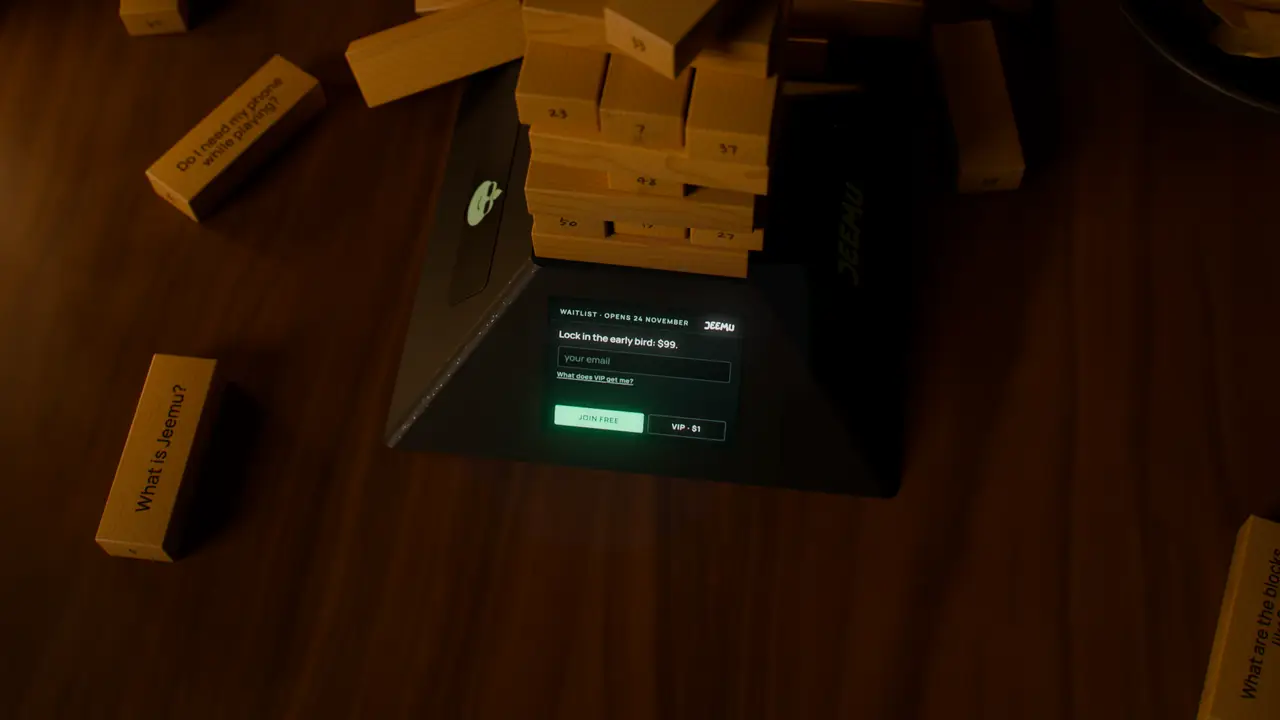 Do I need my phone
while playing?
23
7
37
43
50
17
27
JEEMU
WAITLIST · OPENS 24 NOVEMBER
JEEMU
Lock in the early bird: $99.
your email
What does VIP get me?
JOIN FREE
VIP · $1
What is Jeemu?
What are the blocks